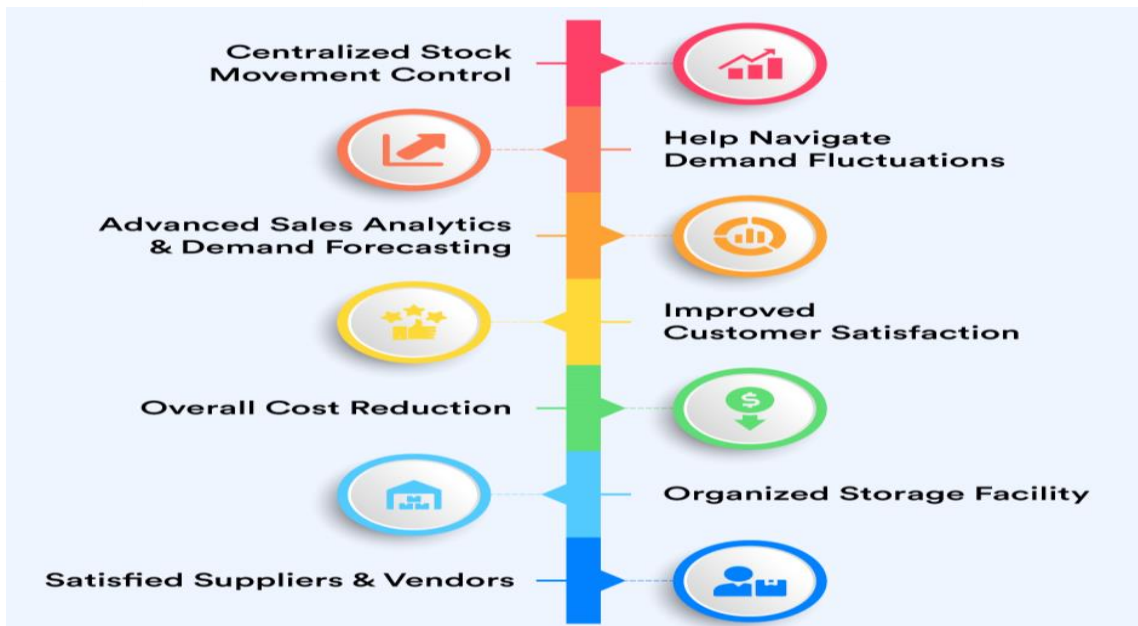 Centralized Stock
Movement Control
Help Navigate
Demand Fluctuations
Advanced Sales Analytics
& Demand Forecasting
Improved
Customer Satisfaction
Overall Cost Reduction
$
Organized Storage Facility
Satisfied Suppliers & Vendors